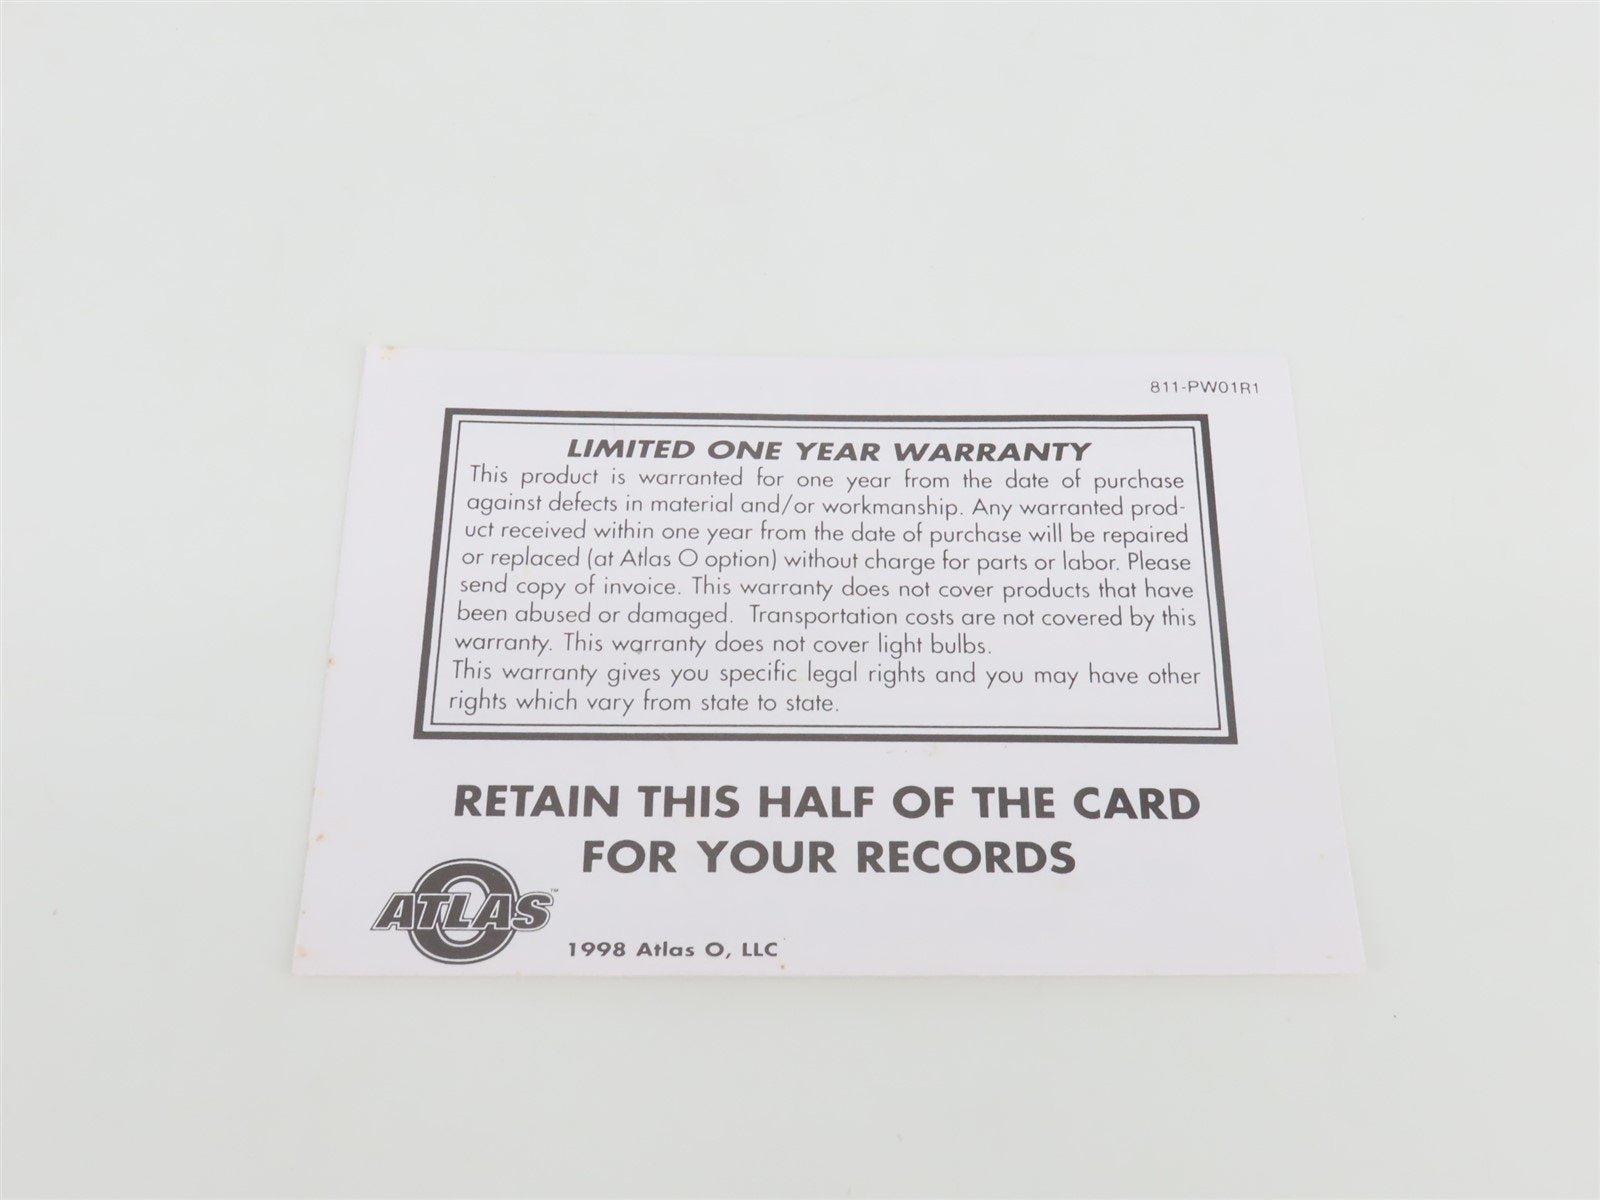 811-PW01R1
LIMITED ONE YEAR WARRANTY
This product is warranted for one year from the date of purchase
against defects in material and/or workmanship. Any warranted prod-
uct received within one year from the date of purchase will be repaired
or replaced (at Atlas O option) without charge for parts or labor. Please
send copy of invoice. This warranty does not cover products that have
been abused or damaged. Transportation costs are not covered by this
warranty. This warranty does not cover light bulbs.
This warranty gives you specific legal rights and you may have other
rights which vary from state to state.
RETAIN THIS HALF OF THE CARD
FOR YOUR RECORDS
ATLAS O™
1998 Atlas O, LLC